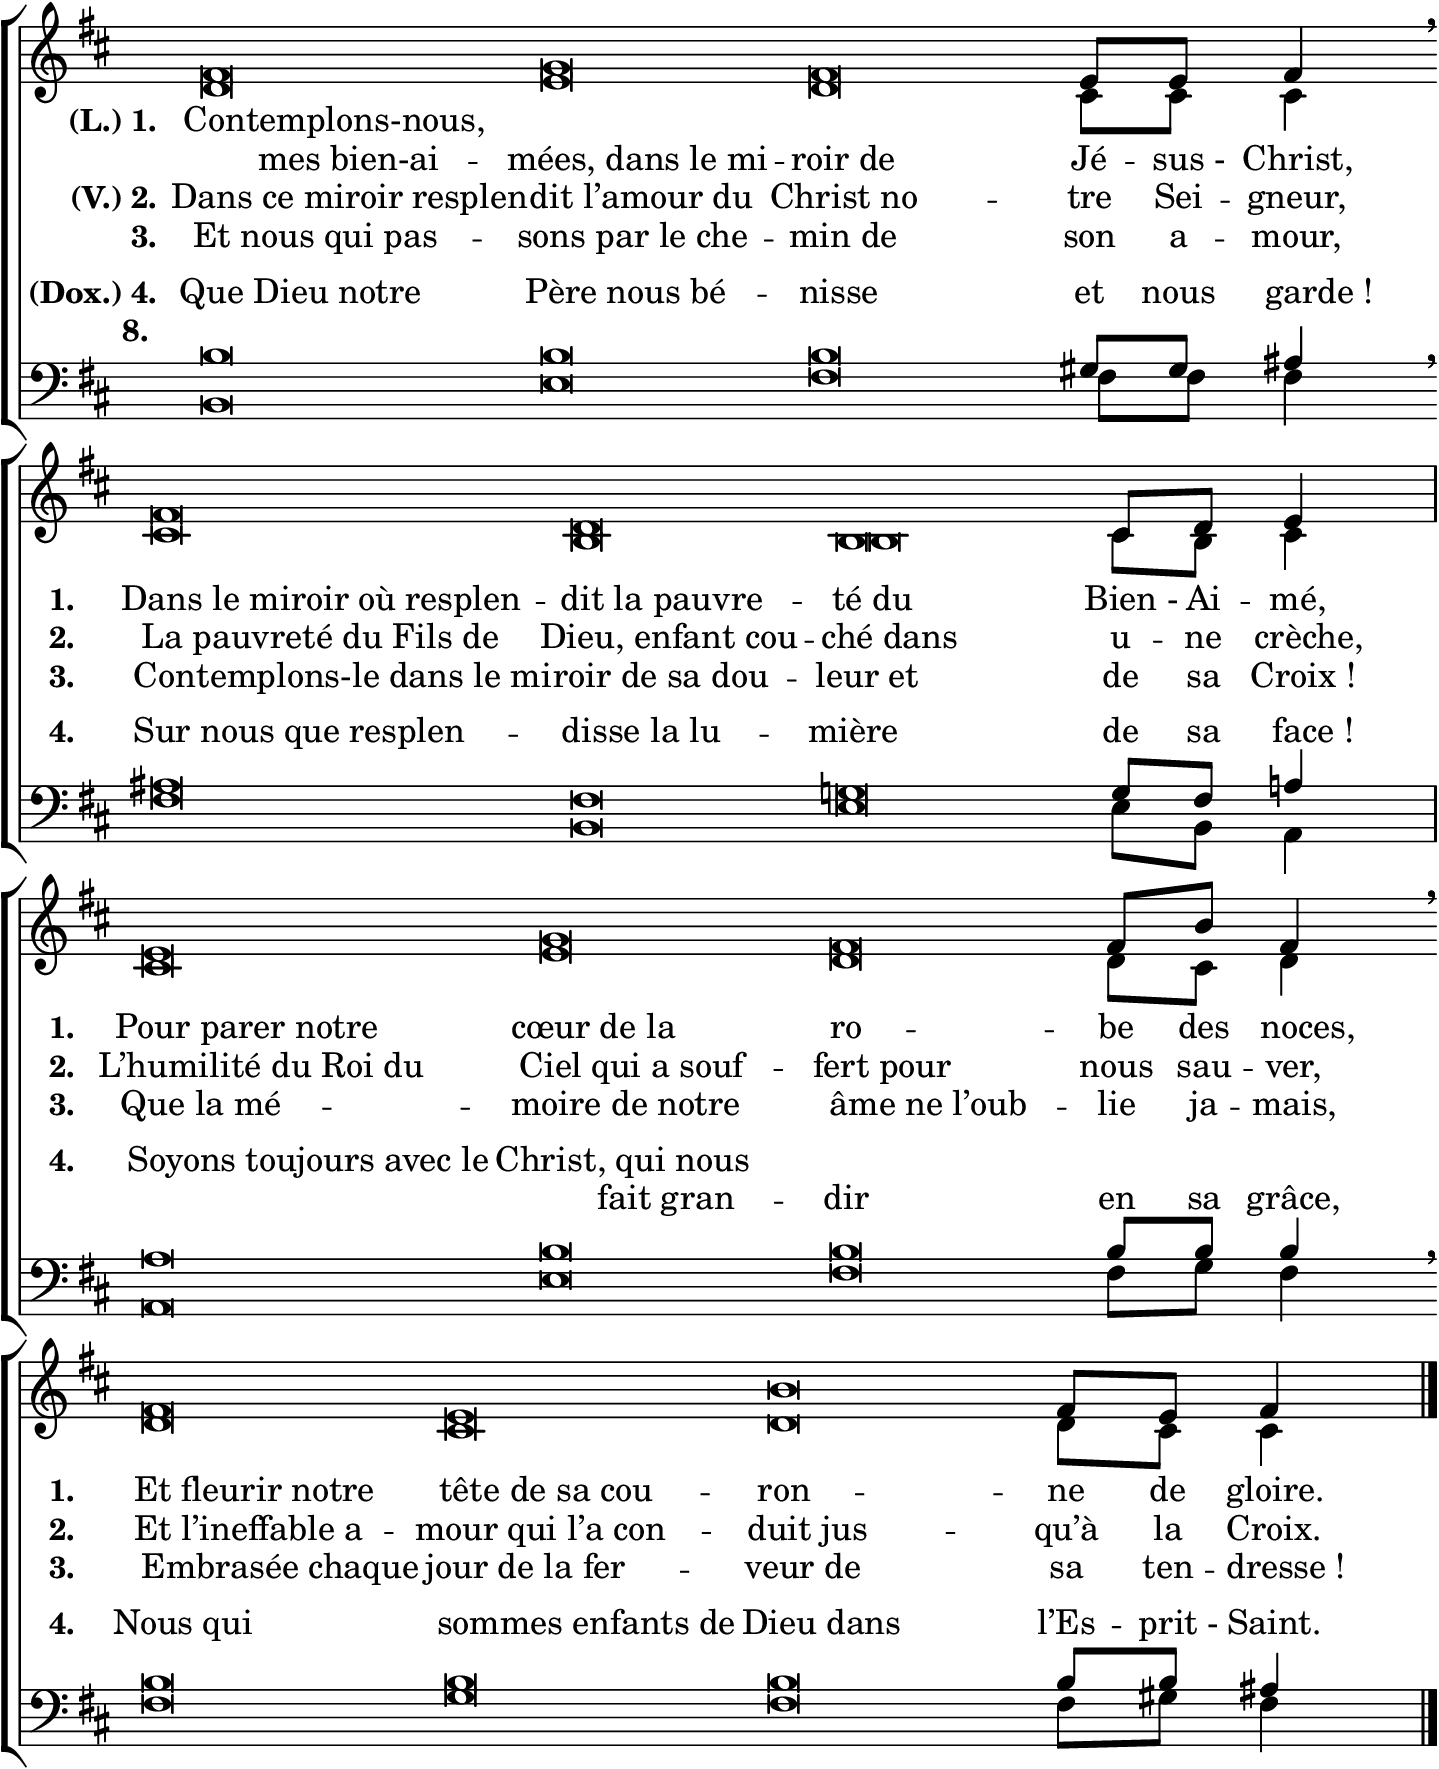 (L.) 1. Contemplons-nous,
mes bien-ai -- mées, dans le mi -- roir de Jé -- sus - Christ,
(V.) 2. Dans ce miroir resplendit l’amour du Christ no -- tre Sei -- gneur,
3. Et nous qui pas -- sons par le che -- min de son a -- mour,
(Dox.) 4. Que Dieu notre Père nous bé -- nisse et nous garde !
8.
1. Dans le miroir où resplen -- dit la pauvre -- té du Bien - Ai -- mé,
2. La pauvreté du Fils de Dieu, enfant cou -- ché dans u -- ne crèche,
3. Contemplons-le dans le miroir de sa dou -- leur et de sa Croix !
4. Sur nous que resplen -- disse la lu -- mière de sa face !
1. Pour parer notre cœur de la ro -- be des noces,
2. L’humilité du Roi du Ciel qui a souf -- fert pour nous sau -- ver,
3. Que la mé -- moire de notre âme ne l’oub -- lie ja -- mais,
4. Soyons toujours avec le Christ, qui nous
fait gran -- dir en sa grâce,
1. Et fleurir notre tête de sa cou -- ron -- ne de gloire.
2. Et l’ineffable a -- mour qui l’a con -- duit jus -- qu’à la Croix.
3. Embrasée chaque jour de la fer -- veur de sa ten -- dresse !
4. Nous qui sommes enfants de Dieu dans l’Es -- prit - Saint.